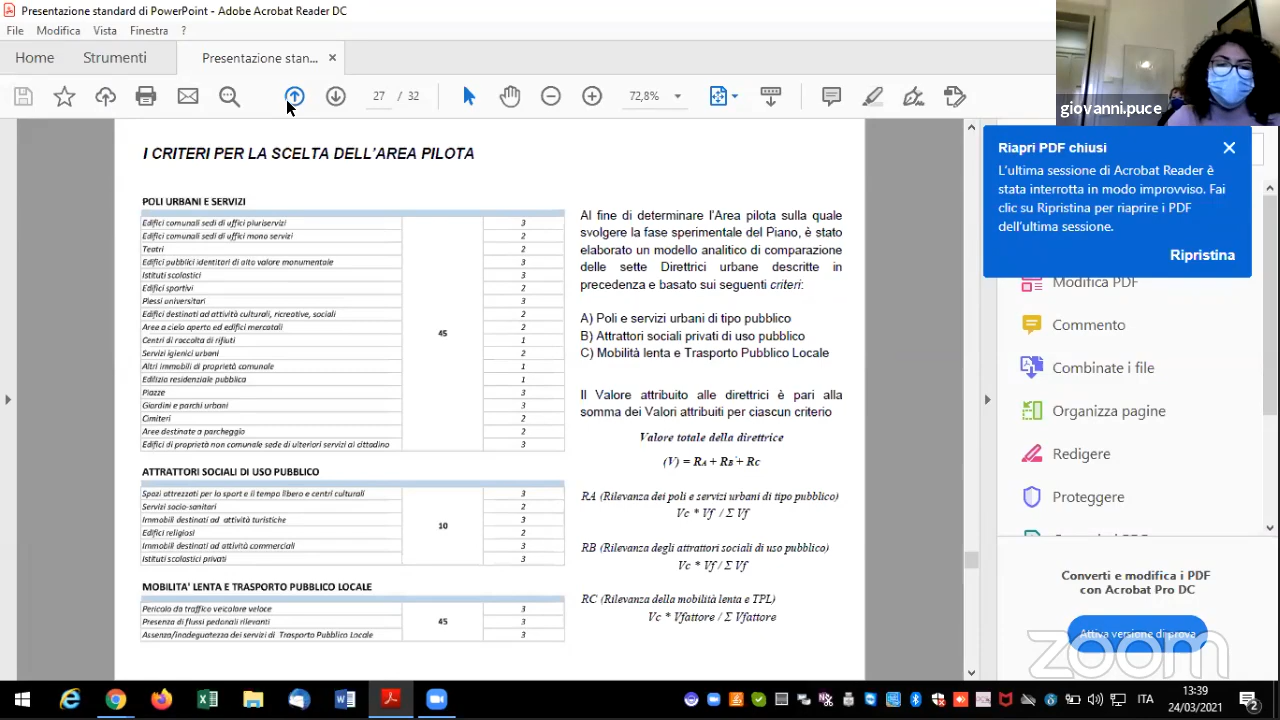 Presentazione standard di PowerPoint - Adobe Acrobat Reader DC
File Modifica Vista Finestra ?
Home Strumenti Presentazione stan... ×
27 / 32 72,8%
giovanni.puce
I CRITERI PER LA SCELTA DELL'AREA PILOTA
POLI URBANI E SERVIZI
Edifici comunali sedi di uffici pluriservizi 3
Edifici comunali sedi di uffici mono servizi 2
Teatri 2
Edifici pubblici identitari di alto valore monumentale 3
Istituti scolastici 3
Edifici sportivi 2
Plessi universitari 3
Edifici destinati ad attività culturali, ricreative, sociali 2
Aree a cielo aperto ed edifici mercatali 2
Centri di raccolta di rifiuti 45 1
Servizi igienici urbani 2
Altri immobili di proprietà comunale 1
Edilizia residenziale pubblica 1
Piazze 3
Giardini e parchi urbani 3
Cimiteri 2
Aree destinate a parcheggio 2
Edifici di proprietà non comunale sede di ulteriori servizi al cittadino 3
ATTRATTORI SOCIALI DI USO PUBBLICO
Spazi attrezzati per lo sport e il tempo libero e centri culturali 3
Servizi socio-sanitari 2
Immobili destinati ad attività turistiche 10 3
Edifici religiosi 2
Immobili destinati ad attività commerciali 3
Istituti scolastici privati 3
MOBILITA' LENTA E TRASPORTO PUBBLICO LOCALE
Pericolo da traffico veicolare veloce 3
Presenza di flussi pedonali rilevanti 45 3
Assenza/inadeguatezza dei servizi di Trasporto Pubblico Locale 3
Al fine di determinare l'Area pilota sulla quale
svolgere la fase sperimentale del Piano, è stato
elaborato un modello analitico di comparazione
delle sette Direttrici urbane descritte in
precedenza e basato sui seguenti criteri:
A) Poli e servizi urbani di tipo pubblico
B) Attrattori sociali privati di uso pubblico
C) Mobilità lenta e Trasporto Pubblico Locale
Il Valore attribuito alle direttrici è pari alla
somma dei Valori attribuiti per ciascun criterio
Valore totale della direttrice
(V) = RA + RB + Rc
RA (Rilevanza dei poli e servizi urbani di tipo pubblico)
Vc * Vf / Σ Vf
RB (Rilevanza degli attrattori sociali di uso pubblico)
Vc * Vf / Σ Vf
RC (Rilevanza della mobilità lenta e TPL)
Vc * Vfattore / Σ Vfattore
Riapri PDF chiusi
L'ultima sessione di Acrobat Reader è
stata interrotta in modo improvviso. Fai
clic su Ripristina per riaprire i PDF
dell'ultima sessione.
Ripristina
Modifica PDF
Commento
Combinate i file
Organizza pagine
Redigere
Proteggere
Converti e modifica i PDF
con Acrobat Pro DC
Attiva versione di prova
zoom
ITA
13:39
24/03/2021
2